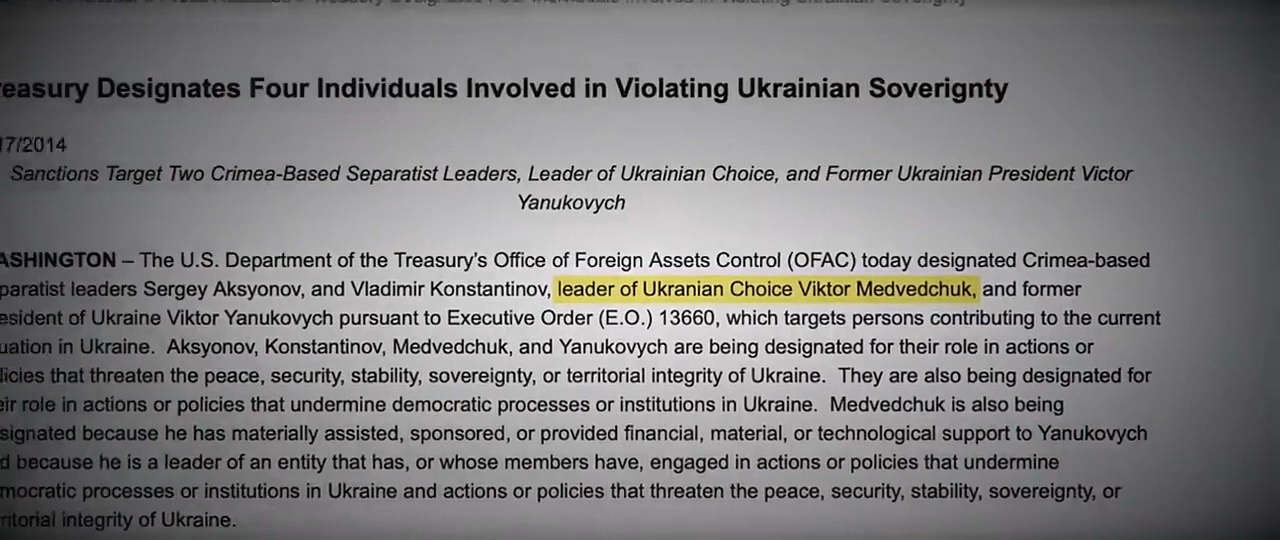 easury Designates Four Individuals Involved in Violating Ukrainian Soverignty
17/2014
Sanctions Target Two Crimea-Based Separatist Leaders, Leader of Ukrainian Choice, and Former Ukrainian President Victor
Yanukovych
ASHINGTON – The U.S. Department of the Treasury's Office of Foreign Assets Control (OFAC) today designated Crimea-based
paratist leaders Sergey Aksyonov, and Vladimir Konstantinov, leader of Ukranian Choice Viktor Medvedchuk, and former
esident of Ukraine Viktor Yanukovych pursuant to Executive Order (E.O.) 13660, which targets persons contributing to the current
uation in Ukraine. Aksyonov, Konstantinov, Medvedchuk, and Yanukovych are being designated for their role in actions or
licies that threaten the peace, security, stability, sovereignty, or territorial integrity of Ukraine. They are also being designated for
eir role in actions or policies that undermine democratic processes or institutions in Ukraine. Medvedchuk is also being
signated because he has materially assisted, sponsored, or provided financial, material, or technological support to Yanukovych
d because he is a leader of an entity that has, or whose members have, engaged in actions or policies that undermine
mocratic processes or institutions in Ukraine and actions or policies that threaten the peace, security, stability, sovereignty, or
ritorial integrity of Ukraine.